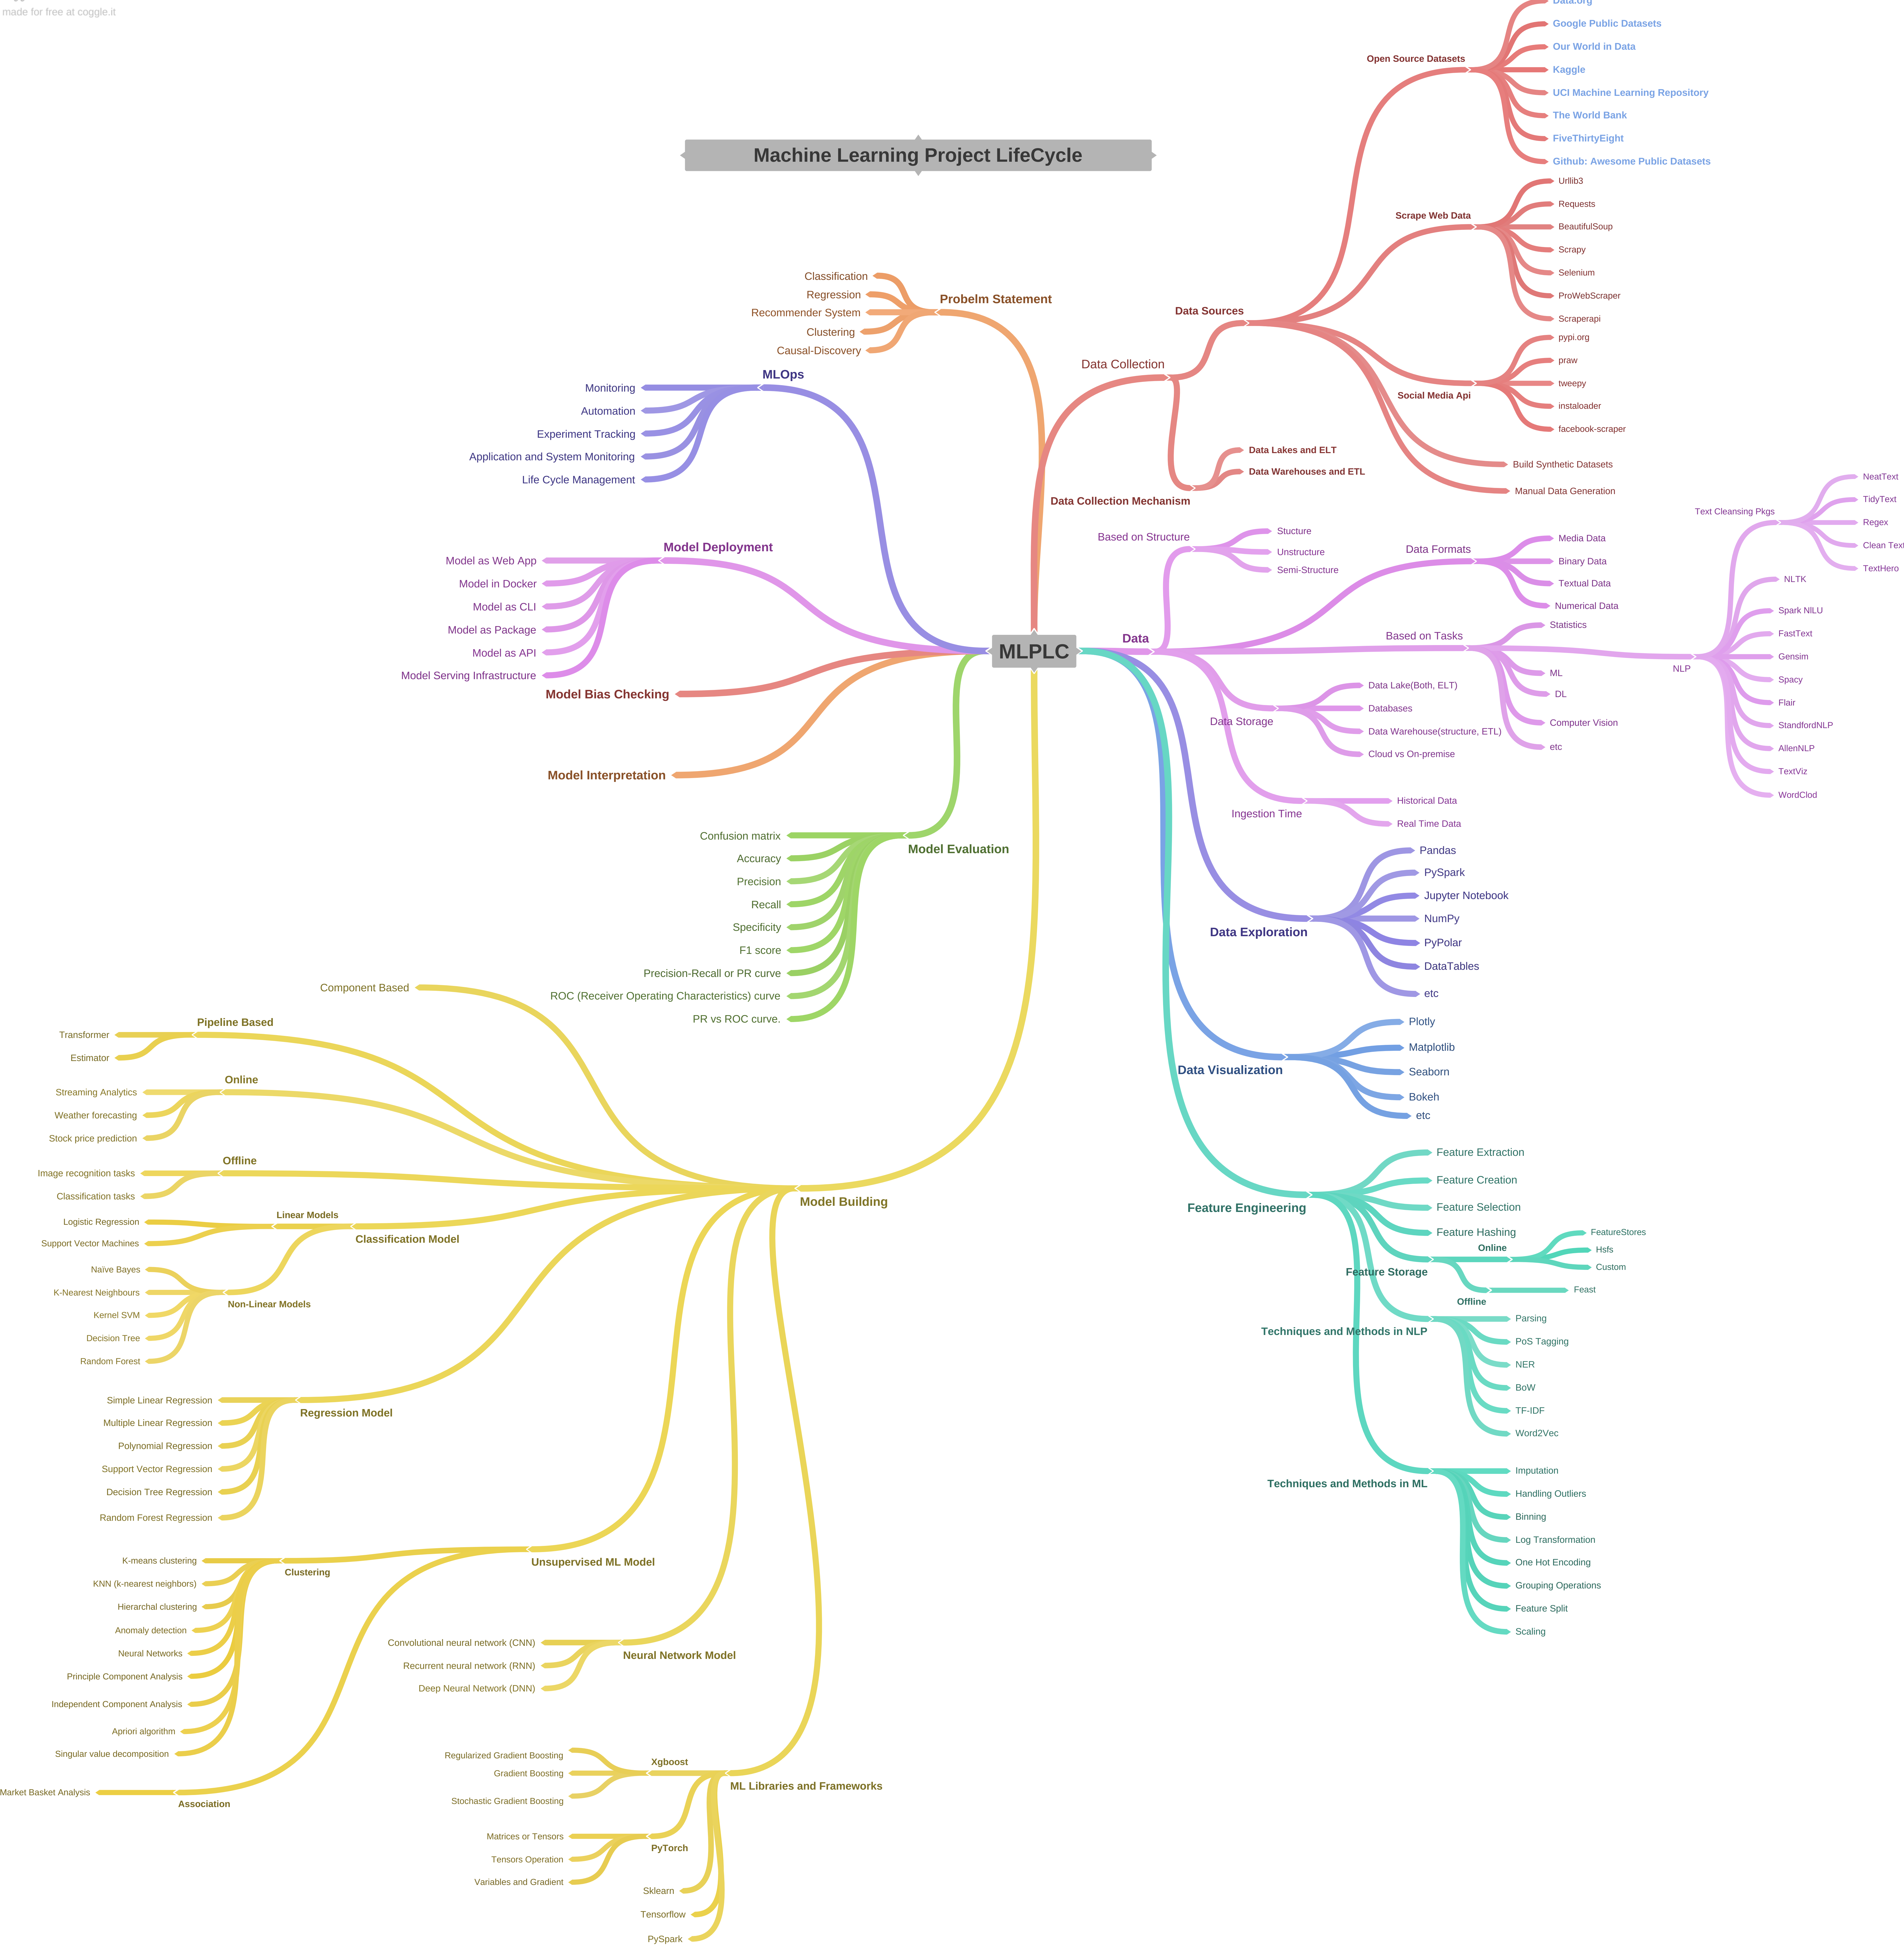 made for free at coggle.it
Machine Learning Project LifeCycle
MLPLC
Probelm Statement
Classification
Regression
Recommender System
Clustering
Causal-Discovery
MLOps
Monitoring
Automation
Experiment Tracking
Application and System Monitoring
Life Cycle Management
Model Deployment
Model as Web App
Model in Docker
Model as CLI
Model as Package
Model as API
Model Serving Infrastructure
Model Bias Checking
Model Interpretation
Model Evaluation
Confusion matrix
Accuracy
Precision
Recall
Specificity
F1 score
Precision-Recall or PR curve
ROC (Receiver Operating Characteristics) curve
PR vs ROC curve.
Model Building
Component Based
Pipeline Based
Transformer
Estimator
Online
Streaming Analytics
Weather forecasting
Stock price prediction
Offline
Image recognition tasks
Classification tasks
Classification Model
Linear Models
Logistic Regression
Support Vector Machines
Non-Linear Models
Naïve Bayes
K-Nearest Neighbours
Kernel SVM
Decision Tree
Random Forest
Regression Model
Simple Linear Regression
Multiple Linear Regression
Polynomial Regression
Support Vector Regression
Decision Tree Regression
Random Forest Regression
Unsupervised ML Model
Clustering
K-means clustering
KNN (k-nearest neighbors)
Hierarchal clustering
Anomaly detection
Neural Networks
Principle Component Analysis
Independent Component Analysis
Apriori algorithm
Singular value decomposition
Association
Market Basket Analysis
Neural Network Model
Convolutional neural network (CNN)
Recurrent neural network (RNN)
Deep Neural Network (DNN)
ML Libraries and Frameworks
Xgboost
Regularized Gradient Boosting
Gradient Boosting
Stochastic Gradient Boosting
PyTorch
Matrices or Tensors
Tensors Operation
Variables and Gradient
Sklearn
Tensorflow
PySpark
Data Collection
Data Sources
Open Source Datasets
Data.org
Google Public Datasets
Our World in Data
Kaggle
UCI Machine Learning Repository
The World Bank
FiveThirtyEight
Github: Awesome Public Datasets
Scrape Web Data
Urllib3
Requests
BeautifulSoup
Scrapy
Selenium
ProWebScraper
Scraperapi
Social Media Api
pypi.org
praw
tweepy
instaloader
facebook-scraper
Build Synthetic Datasets
Manual Data Generation
Data Collection Mechanism
Data Lakes and ELT
Data Warehouses and ETL
Data
Based on Structure
Stucture
Unstructure
Semi-Structure
Data Formats
Media Data
Binary Data
Textual Data
Numerical Data
Based on Tasks
Statistics
NLP
Text Cleansing Pkgs
NeatText
TidyText
Regex
Clean Text
TextHero
NLTK
Spark NlLU
FastText
Gensim
Spacy
Flair
StandfordNLP
AllenNLP
TextViz
WordClod
ML
DL
Computer Vision
etc
Data Storage
Data Lake(Both, ELT)
Databases
Data Warehouse(structure, ETL)
Cloud vs On-premise
Ingestion Time
Historical Data
Real Time Data
Data Exploration
Pandas
PySpark
Jupyter Notebook
NumPy
PyPolar
DataTables
etc
Data Visualization
Plotly
Matplotlib
Seaborn
Bokeh
etc
Feature Engineering
Feature Extraction
Feature Creation
Feature Selection
Feature Hashing
Feature Storage
Online
FeatureStores
Hsfs
Custom
Offline
Feast
Techniques and Methods in NLP
Parsing
PoS Tagging
NER
BoW
TF-IDF
Word2Vec
Techniques and Methods in ML
Imputation
Handling Outliers
Binning
Log Transformation
One Hot Encoding
Grouping Operations
Feature Split
Scaling